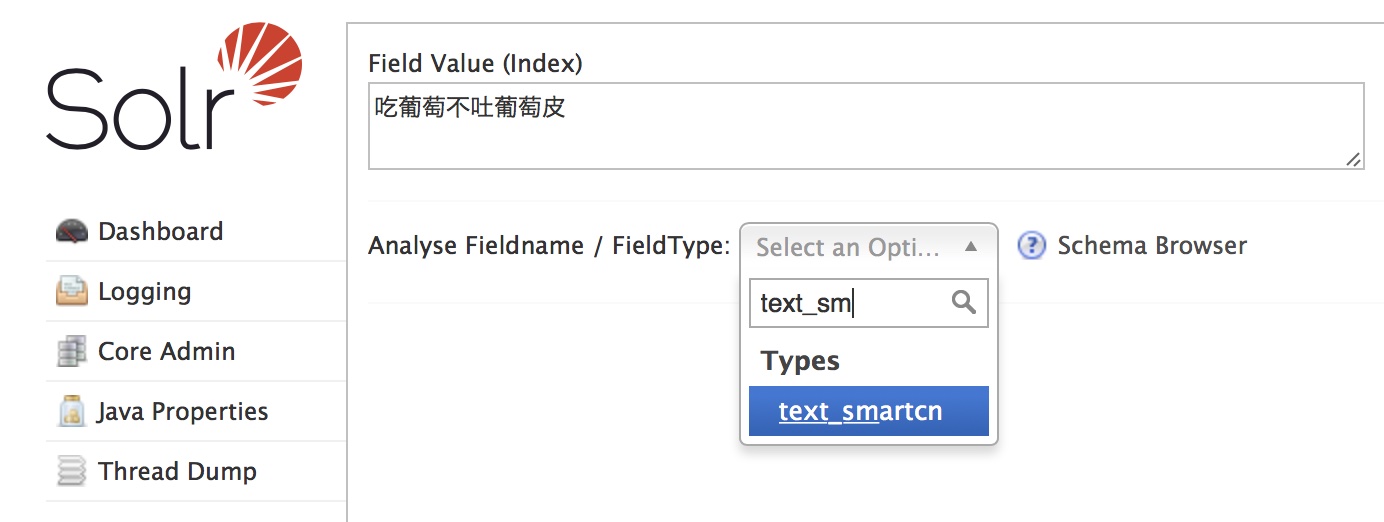 Solr
Dashboard
Logging
Core Admin
Java Properties
Thread Dump
Field Value (Index)
吃葡萄不吐葡萄皮
Analyse Fieldname / FieldType: Select an Opti... Schema Browser
text_sm
Types
text_smartcn